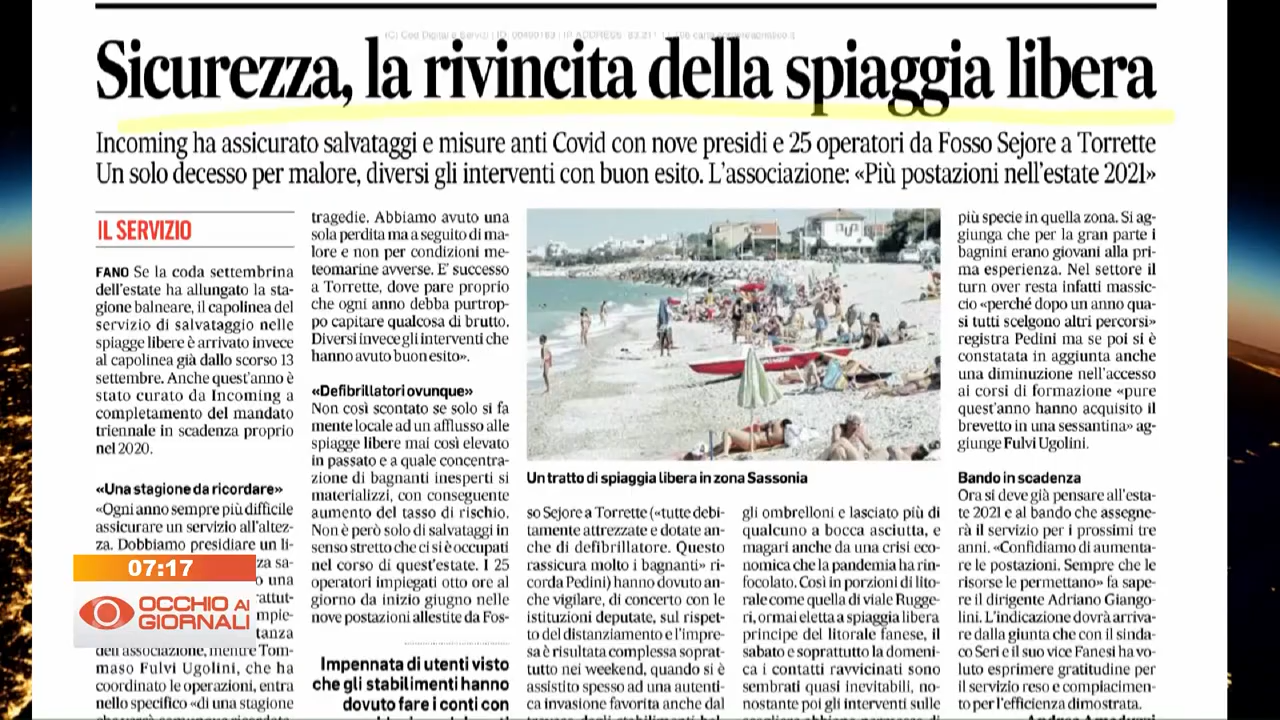 Sicurezza, la rivincita della spiaggia libera
Incoming ha assicurato salvataggi e misure anti Covid con nove presidi e 25 operatori da Fosso Sejore a Torrette
Un solo decesso per malore, diversi gli interventi con buon esito. L'associazione: «Più postazioni nell'estate 2021»
IL SERVIZIO
FANO Se la coda settembrina
dell'estate ha allungato la sta-
gione balneare, il capolinea del
servizio di salvataggio nelle
spiagge libere è arrivato invece
al capolinea già dallo scorso 13
settembre. Anche quest'anno è
stato curato da Incoming a
completamento del mandato
triennale in scadenza proprio
nel 2020.
«Una stagione da ricordare»
«Ogni anno sempre più difficile
assicurare un servizio all'altez-
za. Dobbiamo presidiare un li-
za sa-
o una
attut-
mpie-
tanza
dell'associazione, mentre Tom-
maso Fulvi Ugolini, che ha
coordinato le operazioni, entra
nello specifico «di una stagione
tragedie. Abbiamo avuto una
sola perdita ma a seguito di ma-
lore e non per condizioni me-
teomarine avverse. E' successo
a Torrette, dove pare proprio
che ogni anno debba purtrop-
po capitare qualcosa di brutto.
Diversi invece gli interventi che
hanno avuto buon esito».
«Defibrillatori ovunque»
Non così scontato se solo si fa
mente locale ad un afflusso alle
spiagge libere mai così elevato
in passato e a quale concentra-
zione di bagnanti inesperti si
materializzi, con conseguente
aumento del tasso di rischio.
Non è però solo di salvataggi in
senso stretto che ci si è occupati
nel corso di quest'estate. I 25
operatori impiegati otto ore al
giorno da inizio giugno nelle
nove postazioni allestite da Fos-
Impennata di utenti visto
che gli stabilimenti hanno
dovuto fare i conti con
Un tratto di spiaggia libera in zona Sassonia
so Sejore a Torrette («tutte debi-
tamente attrezzate e dotate an-
che di defibrillatore. Questo
rassicura molto i bagnanti» ri-
corda Pedini) hanno dovuto an-
che vigilare, di concerto con le
istituzioni deputate, sul rispet-
to del distanziamento e l'impre-
sa è risultata complessa soprat-
tutto nei weekend, quando si è
assistito spesso ad una autenti-
ca invasione favorita anche dal
gli ombrelloni e lasciato più di
qualcuno a bocca asciutta, e
magari anche da una crisi eco-
nomica che la pandemia ha rin-
focolato. Così in porzioni di lito-
rale come quella di viale Rugge-
ri, ormai eletta a spiaggia libera
principe del litorale fanese, il
sabato e soprattutto la domeni-
ca i contatti ravvicinati sono
sembrati quasi inevitabili, no-
nostante poi gli interventi sulle
più specie in quella zona. Si ag-
giunga che per la gran parte i
bagnini erano giovani alla pri-
ma esperienza. Nel settore il
turn over resta infatti massic-
cio «perché dopo un anno qua-
si tutti scelgono altri percorsi»
registra Pedini ma se poi si è
constatata in aggiunta anche
una diminuzione nell'accesso
ai corsi di formazione «pure
quest'anno hanno acquisito il
brevetto in una sessantina» ag-
giunge Fulvi Ugolini.
Bando in scadenza
Ora si deve già pensare all'esta-
te 2021 e al bando che assegne-
rà il servizio per i prossimi tre
anni. «Confidiamo di aumenta-
re le postazioni. Sempre che le
risorse le permettano» fa sape-
re il dirigente Adriano Giango-
lini. L'indicazione dovrà arriva-
re dalla giunta che con il sinda-
co Seri e il suo vice Fanesi ha vo-
luto esprimere gratitudine per
il servizio reso e compiacimen-
to per l'efficienza dimostrata.
07:17
OCCHIO AI
GIORNALI